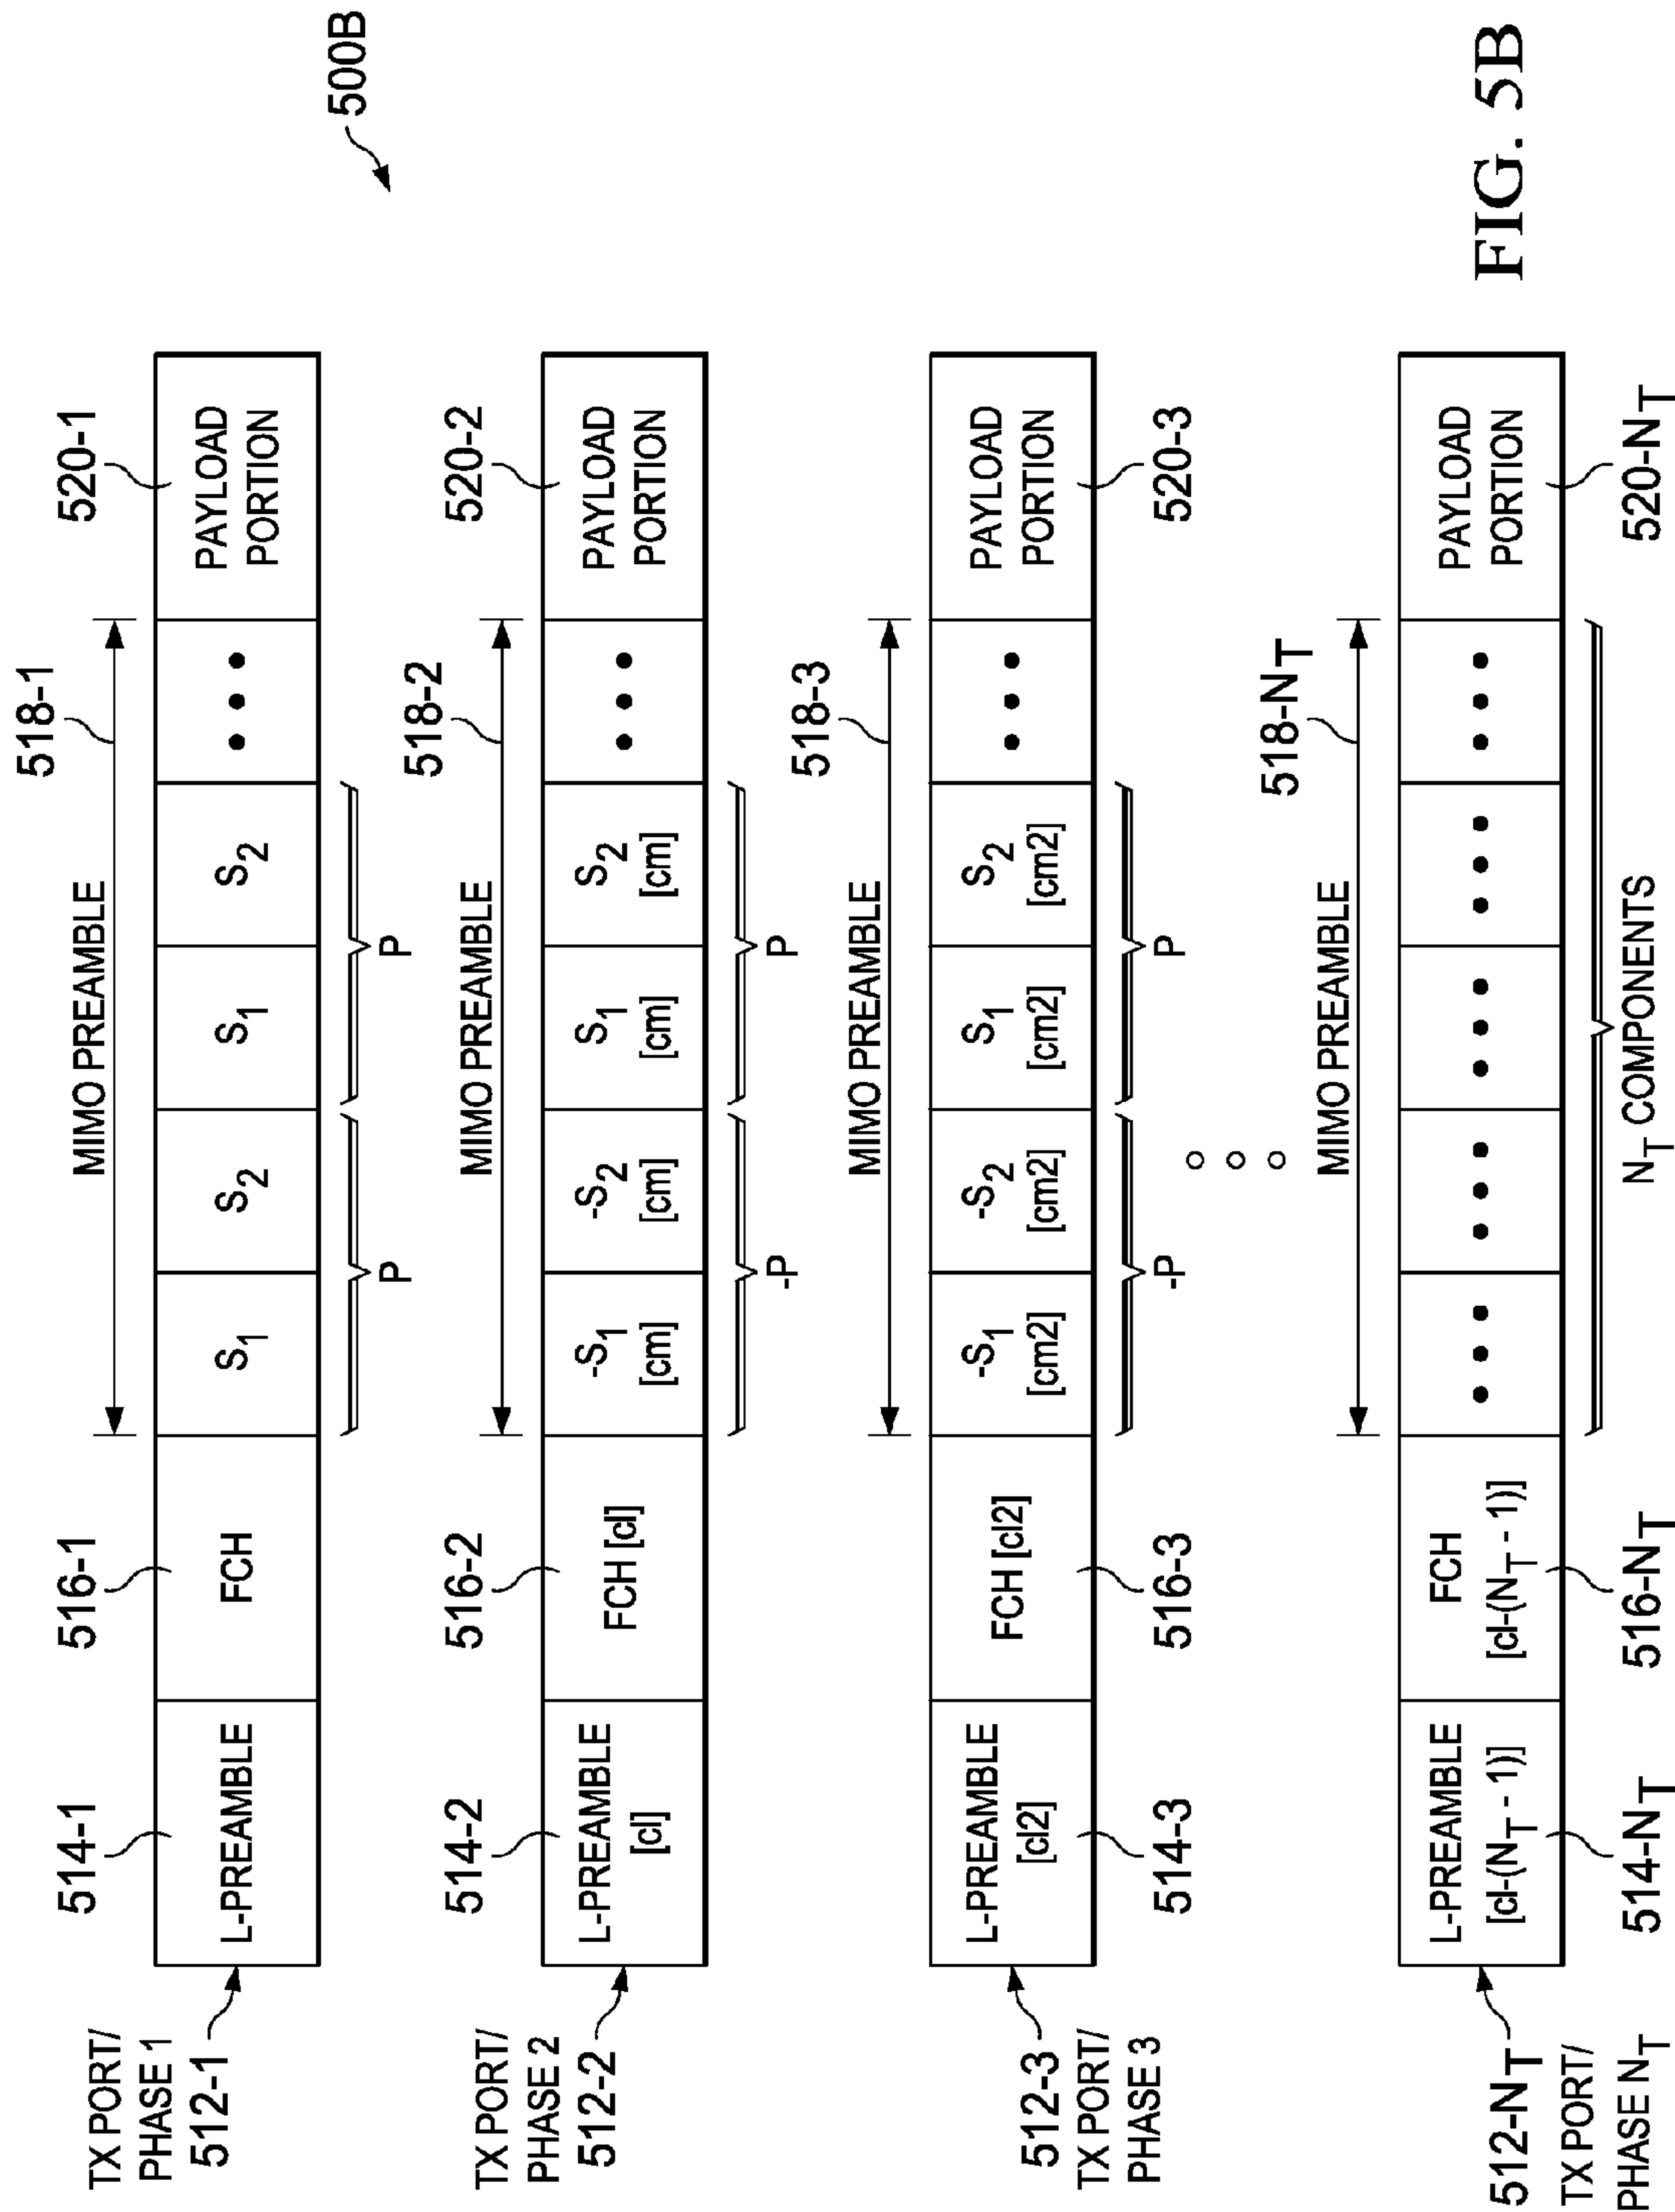 500B
TX PORT/
PHASE 1
512-1
514-1
516-1
518-1
520-1
MIMO PREAMBLE
L-PREAMBLE
FCH
S1
S2
S1
S2
• • •
PAYLOAD
PORTION
P
P
TX PORT/
PHASE 2
512-2
514-2
516-2
518-2
520-2
MIMO PREAMBLE
L-PREAMBLE
[cl]
FCH [cl]
-S1
[cm]
-S2
[cm]
S1
[cm]
S2
[cm]
• • •
PAYLOAD
PORTION
-P
P
518-3
MIMO PREAMBLE
L-PREAMBLE
[cl2]
FCH [cl2]
-S1
[cm2]
-S2
[cm2]
S1
[cm2]
S2
[cm2]
• • •
PAYLOAD
PORTION
512-3
TX PORT/
PHASE 3
514-3
516-3
520-3
-P
P
518-NT
MIMO PREAMBLE
L-PREAMBLE
[cl-(NT - 1)]
FCH
[cl-(NT - 1)]
• • •
• • •
• • •
• • •
• • •
PAYLOAD
PORTION
512-NT
TX PORT/
PHASE NT
514-NT
516-NT
NT COMPONENTS
520-NT
FIG. 5B